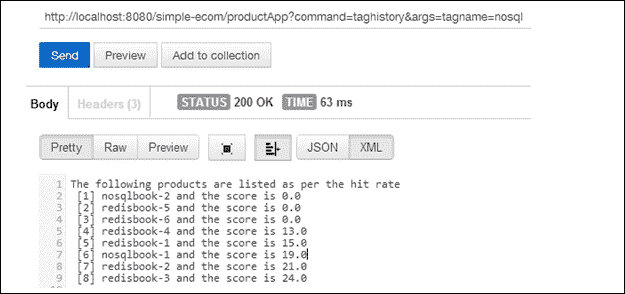 http://localhost:8080/simple-ecom/productApp?command=taghistory&args=tagname=nosql
Send Preview Add to collection
Body Headers (3) STATUS 200 OK TIME 63 ms
Pretty Raw Preview JSON XML
1 The following products are listed as per the hit rate
2 [1] nosqlbook-2 and the score is 0.0
3 [2] redisbook-5 and the score is 0.0
4 [3] redisbook-6 and the score is 0.0
5 [4] redisbook-4 and the score is 13.0
6 [5] redisbook-1 and the score is 15.0
7 [6] nosqlbook-1 and the score is 19.0
8 [7] redisbook-2 and the score is 21.0
9 [8] redisbook-3 and the score is 24.0